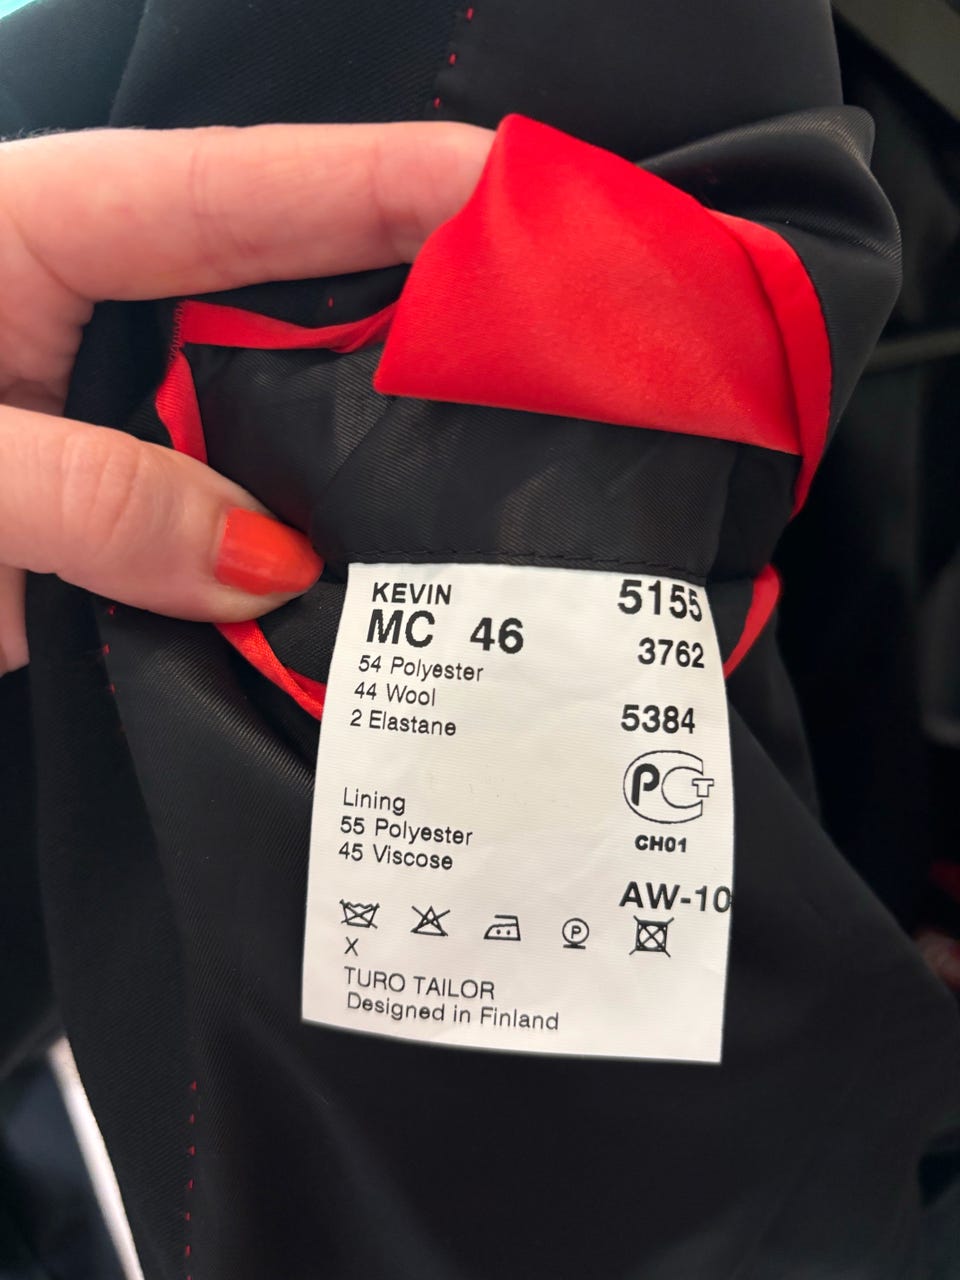 KEVIN 5155
MC 46 3762
54 Polyester
44 Wool
2 Elastane 5384
PCT
Lining
55 Polyester
45 Viscose CH01
AW-10
P
X
TURO TAILOR
Designed in Finland